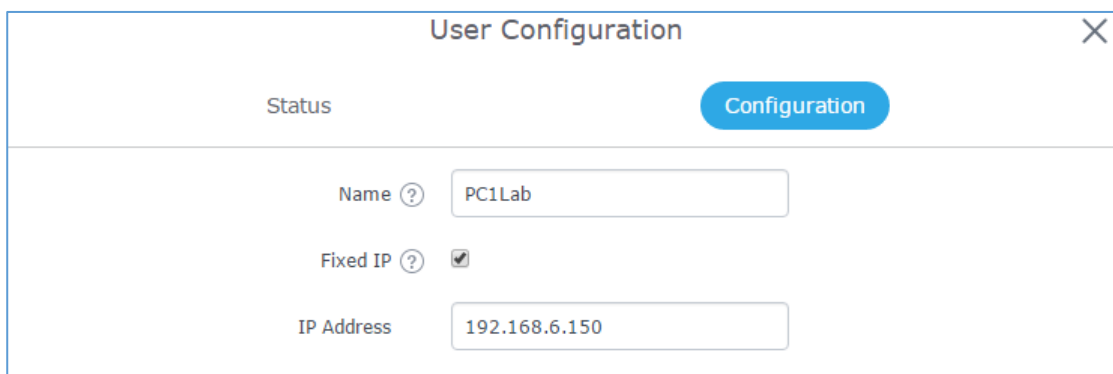 User Configuration
Status Configuration
Name ? PC1Lab
Fixed IP ?
IP Address 192.168.6.150